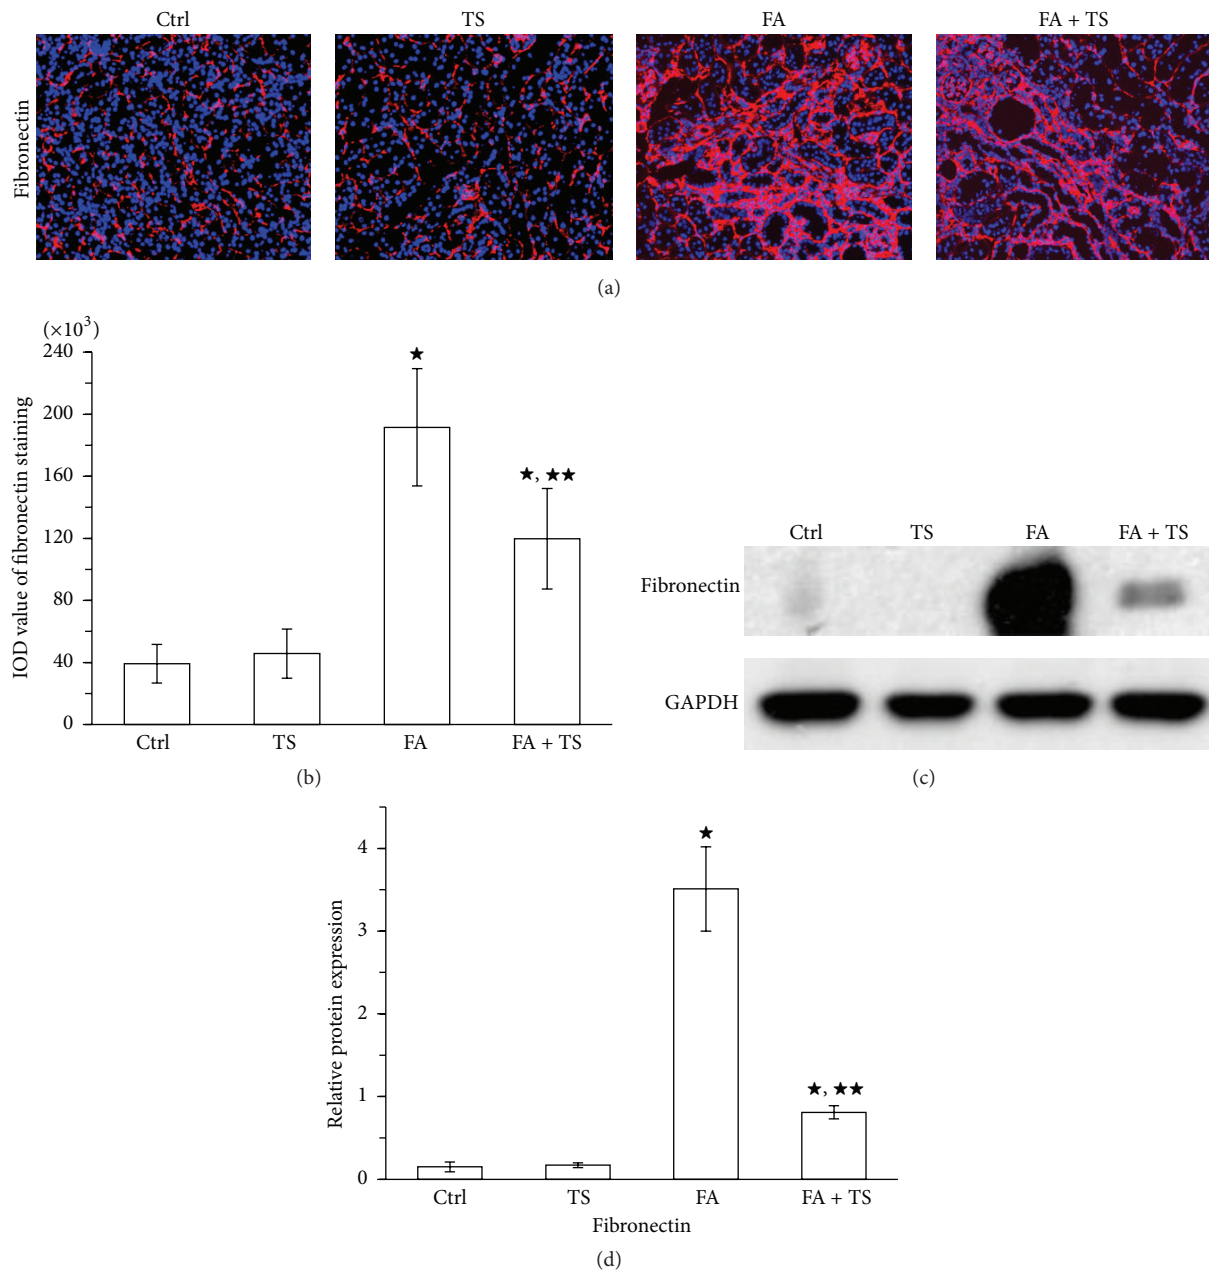 Ctrl TS FA FA + TS
Fibronectin
(a)
(×10³)
240
200
160
120
80
40
0
IOD value of fibronectin staining
★
★, ★★
Ctrl TS FA FA + TS
(b)
Ctrl TS FA FA + TS
Fibronectin
GAPDH
(c)
4
3
2
1
0
Relative protein expression
★
★, ★★
Ctrl TS FA FA + TS
Fibronectin
(d)